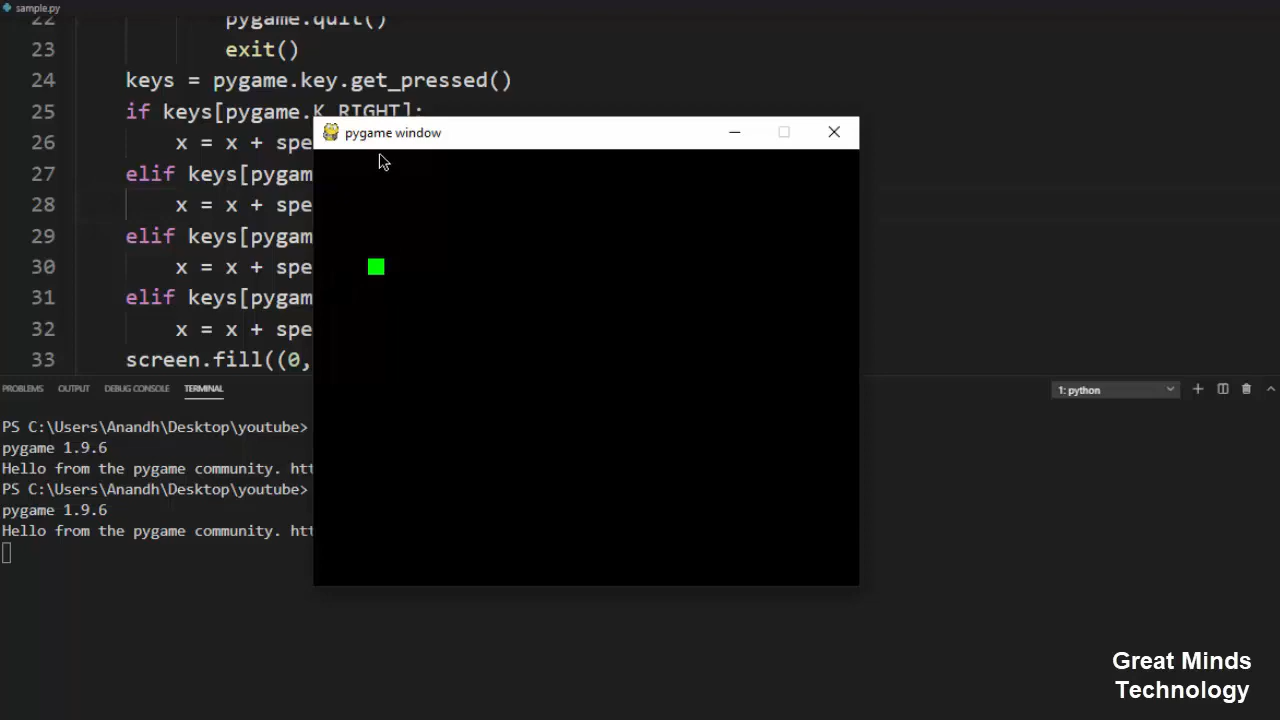 sample.py
22 pygame.quit()
23 exit()
24 keys = pygame.key.get_pressed()
25 if keys[pygame.K_RIGHT]:
pygame window
26 x = x + spe
27 elif keys[pygam
28 x = x + spe
29 elif keys[pygam
30 x = x + spe
31 elif keys[pygam
32 x = x + spe
33 screen.fill((0,
PROBLEMS OUTPUT DEBUG CONSOLE TERMINAL 1: python
PS C:\Users\Anandh\Desktop\youtube>
pygame 1.9.6
Hello from the pygame community. htt
PS C:\Users\Anandh\Desktop\youtube>
pygame 1.9.6
Hello from the pygame community. htt
Great Minds
Technology